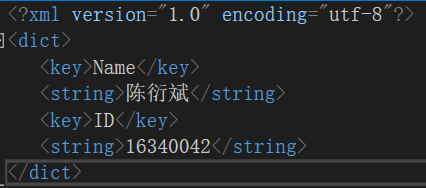 <?xml version="1.0" encoding="utf-8"?>
<dict>
<key>Name</key>
<string>陈衍斌</string>
<key>ID</key>
<string>16340042</string>
</dict>